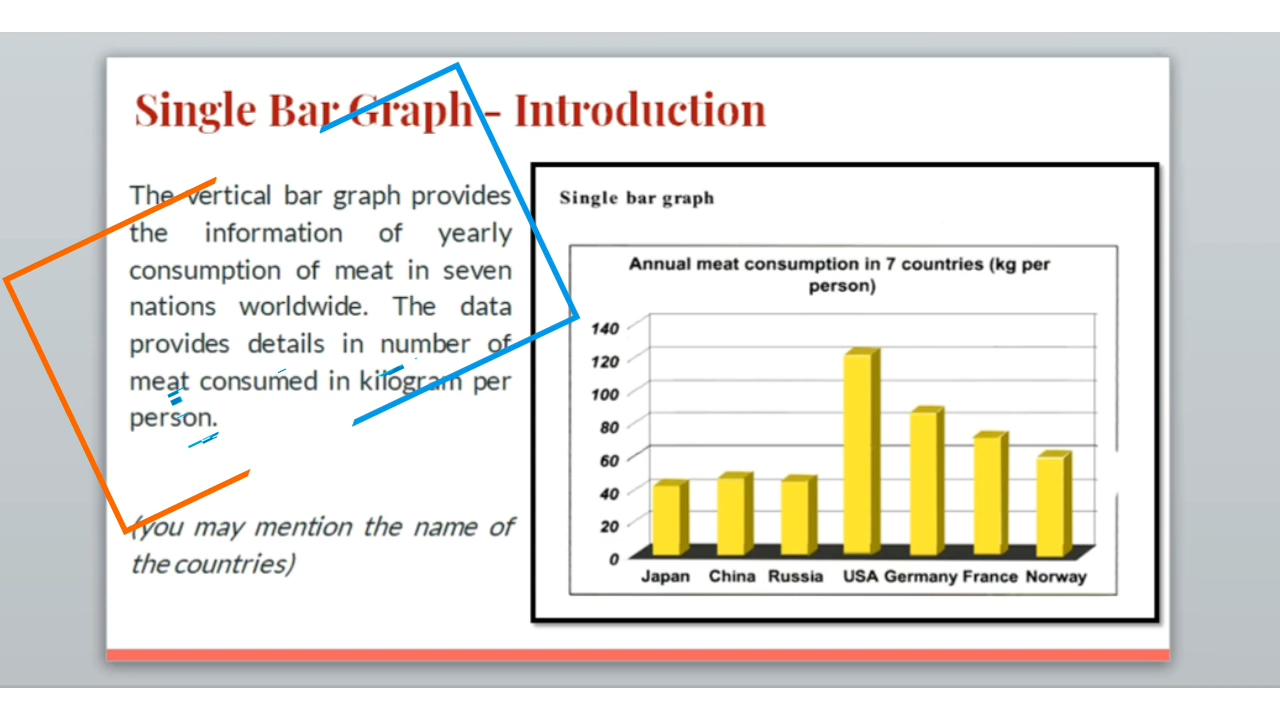 Single Bar Graph - Introduction
The vertical bar graph provides
the information of yearly
consumption of meat in seven
nations worldwide. The data
provides details in number of
meat consumed in kilogram per
person.
(you may mention the name of
the countries)
Single bar graph
Annual meat consumption in 7 countries (kg per
person)
140
120
100
80
60
40
20
0
Japan China Russia USA Germany France Norway